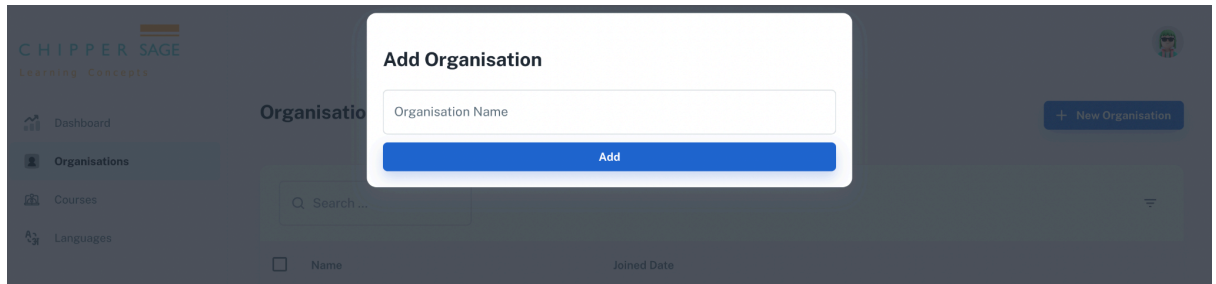 CHIPPER SAGE
Learning Concepts
Dashboard
Organisations
Courses
Languages
Organisatio
+ New Organisation
Search ...
Name
Joined Date
Add Organisation
Organisation Name
Add